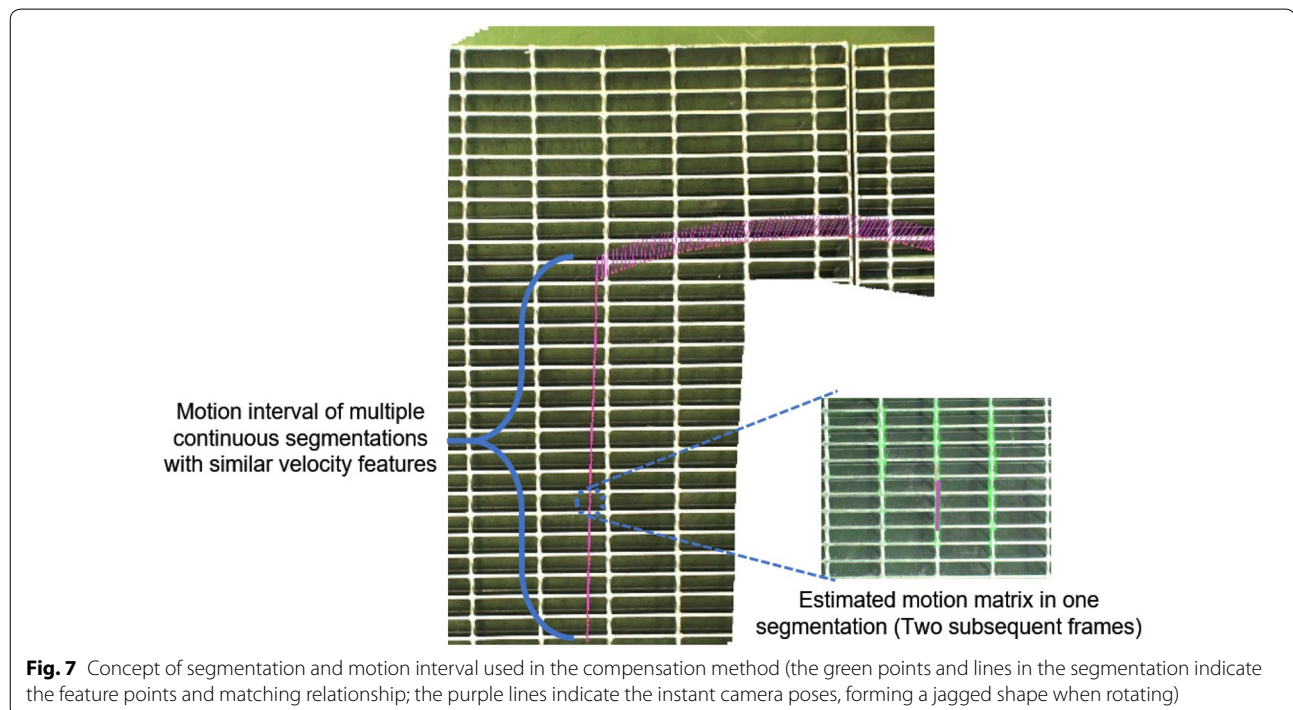 Motion interval of multiple
continuous segmentations
with similar velocity features
Estimated motion matrix in one
segmentation (Two subsequent frames)
Fig. 7 Concept of segmentation and motion interval used in the compensation method (the green points and lines in the segmentation indicate
the feature points and matching relationship; the purple lines indicate the instant camera poses, forming a jagged shape when rotating)